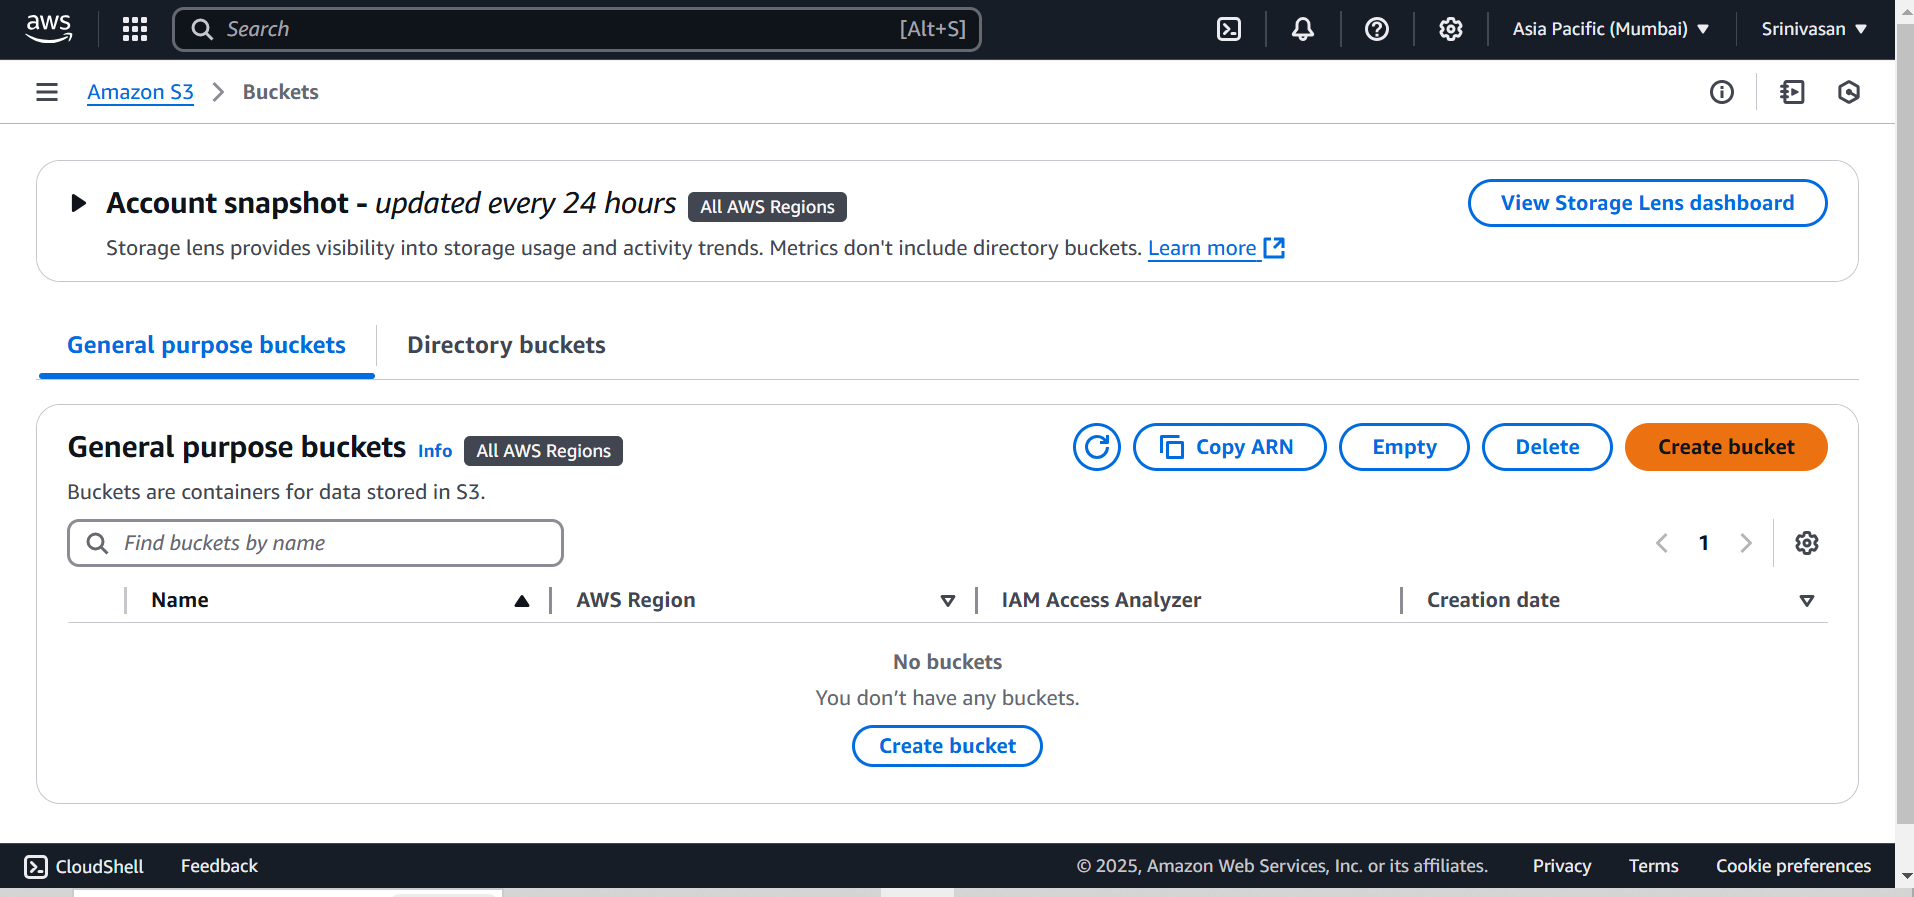 aws Search [Alt+S] Asia Pacific (Mumbai) Srinivasan
Amazon S3 Buckets
Account snapshot - updated every 24 hours All AWS Regions View Storage Lens dashboard
Storage lens provides visibility into storage usage and activity trends. Metrics don't include directory buckets. Learn more
General purpose buckets Directory buckets
General purpose buckets Info All AWS Regions Copy ARN Empty Delete Create bucket
Buckets are containers for data stored in S3.
Find buckets by name 1
Name AWS Region IAM Access Analyzer Creation date
No buckets
You don’t have any buckets.
Create bucket
CloudShell Feedback © 2025, Amazon Web Services, Inc. or its affiliates. Privacy Terms Cookie preferences